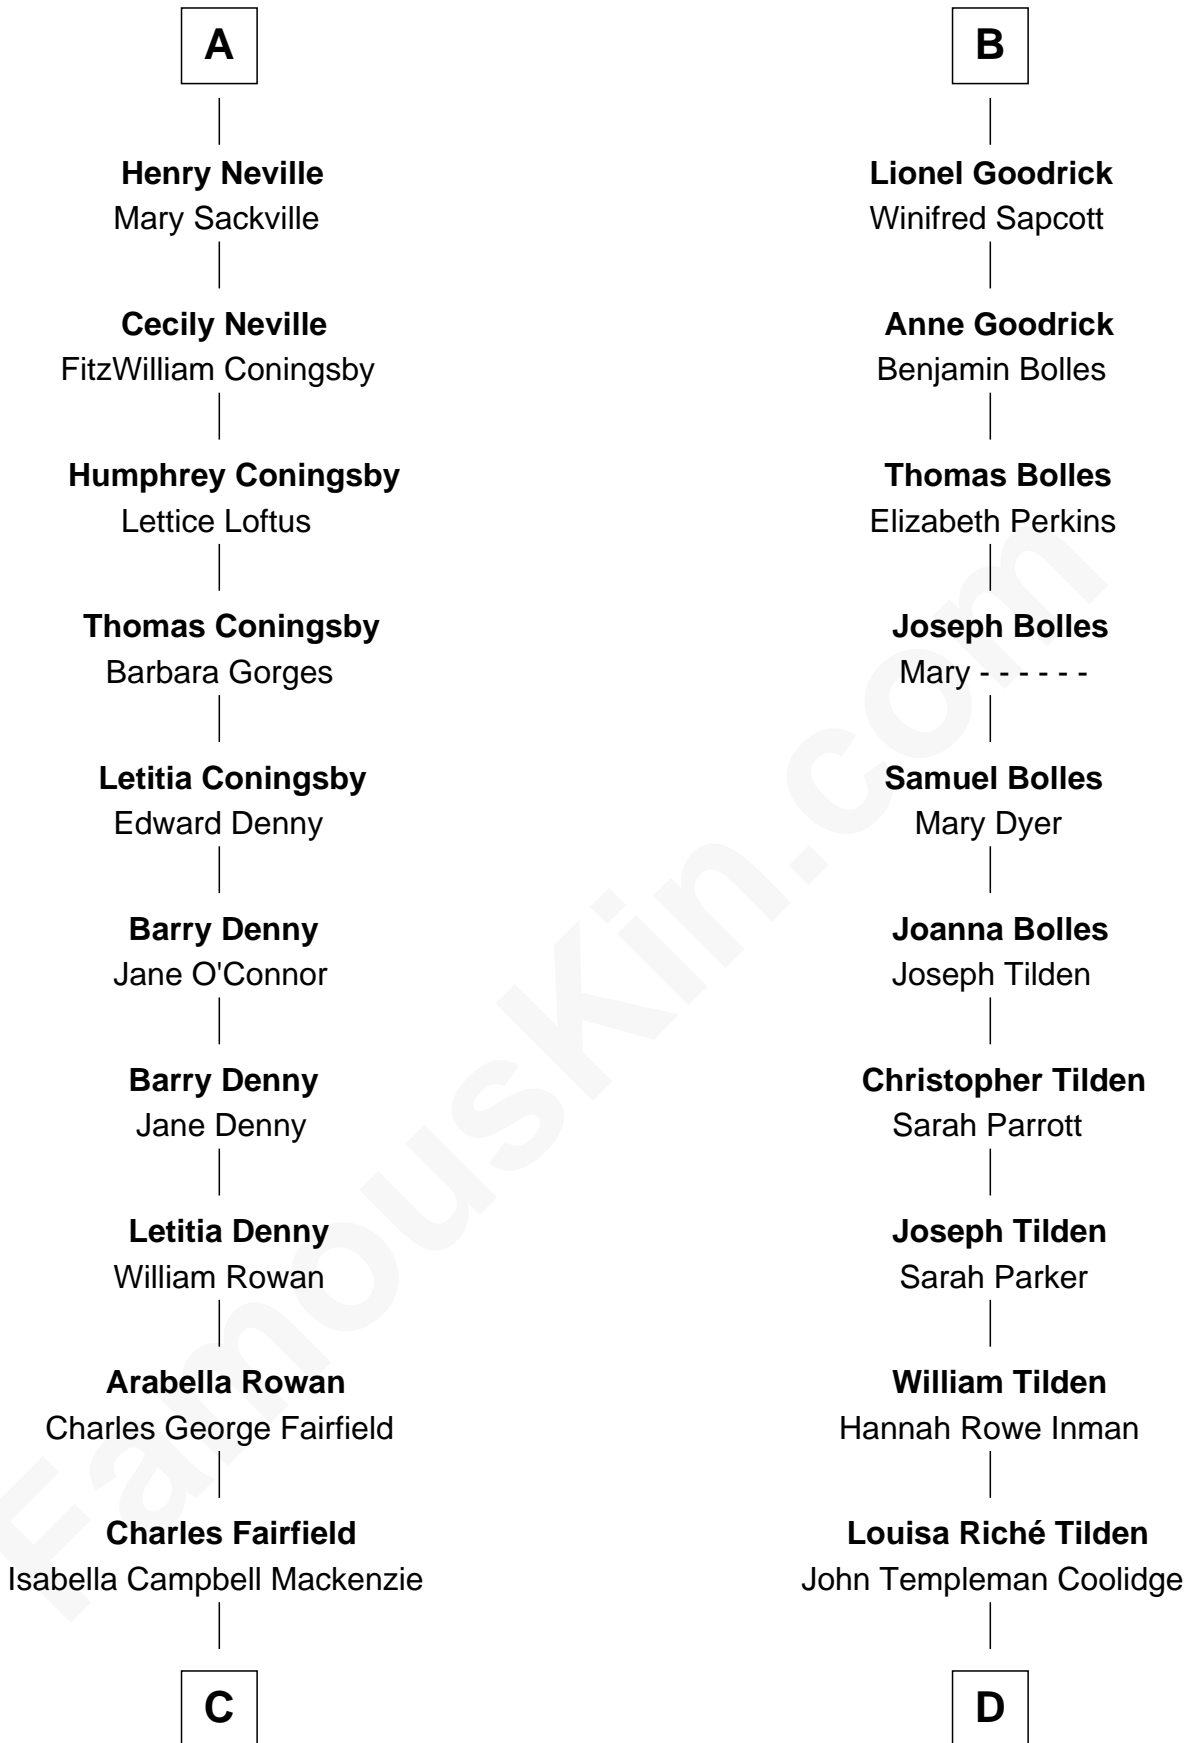 A
Henry Neville
Mary Sackville
Cecily Neville
FitzWilliam Coningsby
Humphrey Coningsby
Lettice Loftus
Thomas Coningsby
Barbara Gorges
Letitia Coningsby
Edward Denny
Barry Denny
Jane O'Connor
Barry Denny
Jane Denny
Letitia Denny
William Rowan
Arabella Rowan
Charles George Fairfield
Charles Fairfield
Isabella Campbell Mackenzie
C
B
Lionel Goodrick
Winifred Sapcott
Anne Goodrick
Benjamin Bolles
Thomas Bolles
Elizabeth Perkins
Joseph Bolles
Mary - - - - - -
Samuel Bolles
Mary Dyer
Joanna Bolles
Joseph Tilden
Christopher Tilden
Sarah Parrott
Joseph Tilden
Sarah Parker
William Tilden
Hannah Rowe Inman
Louisa Riché Tilden
John Templeman Coolidge
D
FamousKin.com